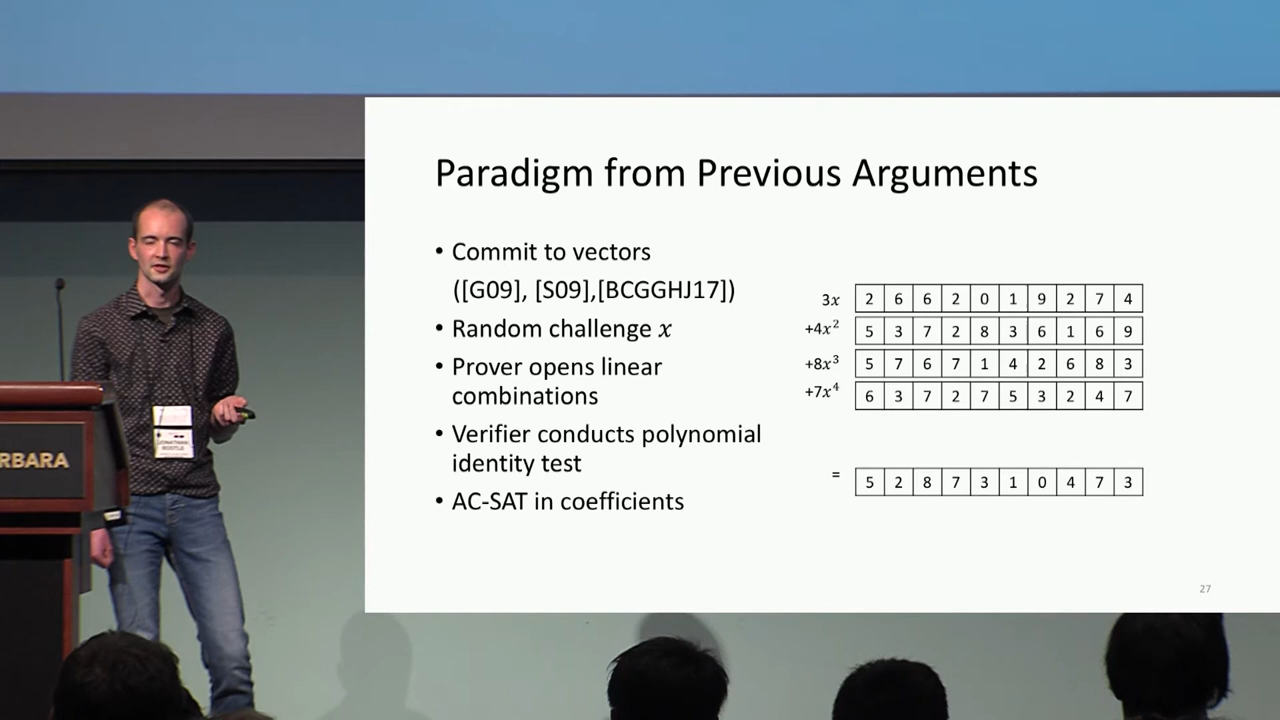 Paradigm from Previous Arguments
• Commit to vectors
([G09], [S09],[BCGGHJ17])
• Random challenge x
• Prover opens linear
combinations
• Verifier conducts polynomial
identity test
• AC-SAT in coefficients
3x 2 6 6 2 0 1 9 2 7 4
+4x² 5 3 7 2 8 3 6 1 6 9
+8x³ 5 7 6 7 1 4 2 6 8 3
+7x⁴ 6 3 7 2 7 5 3 2 4 7
= 5 2 8 7 3 1 0 4 7 3
27
JONATHAN
BOOTLE
RBARA